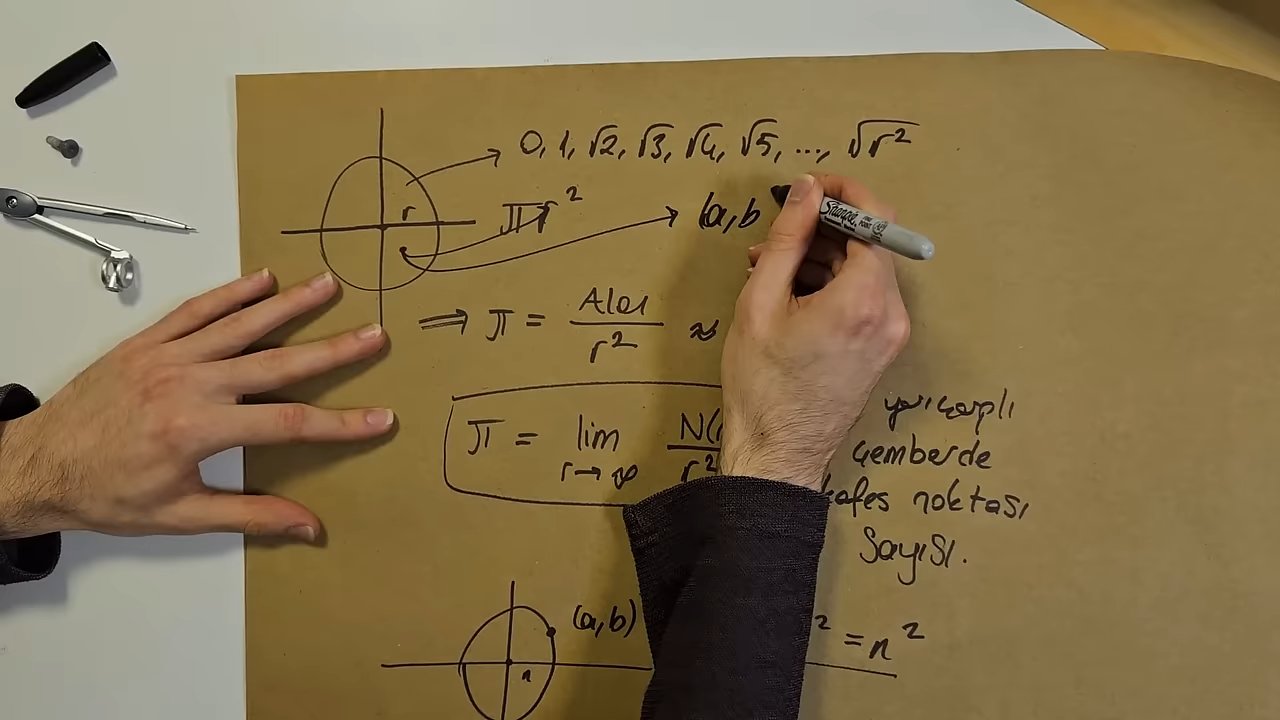 0, 1, √2, √3, √4, √5, ..., √r²
r
πr²
(a,b
Sharpie
⇒ π = Alan / r² ≈
π = lim r→∞ N(r / r²
yarıçaplı
çemberde
kafes noktası
sayısı.
(a,b)
² = n²
n